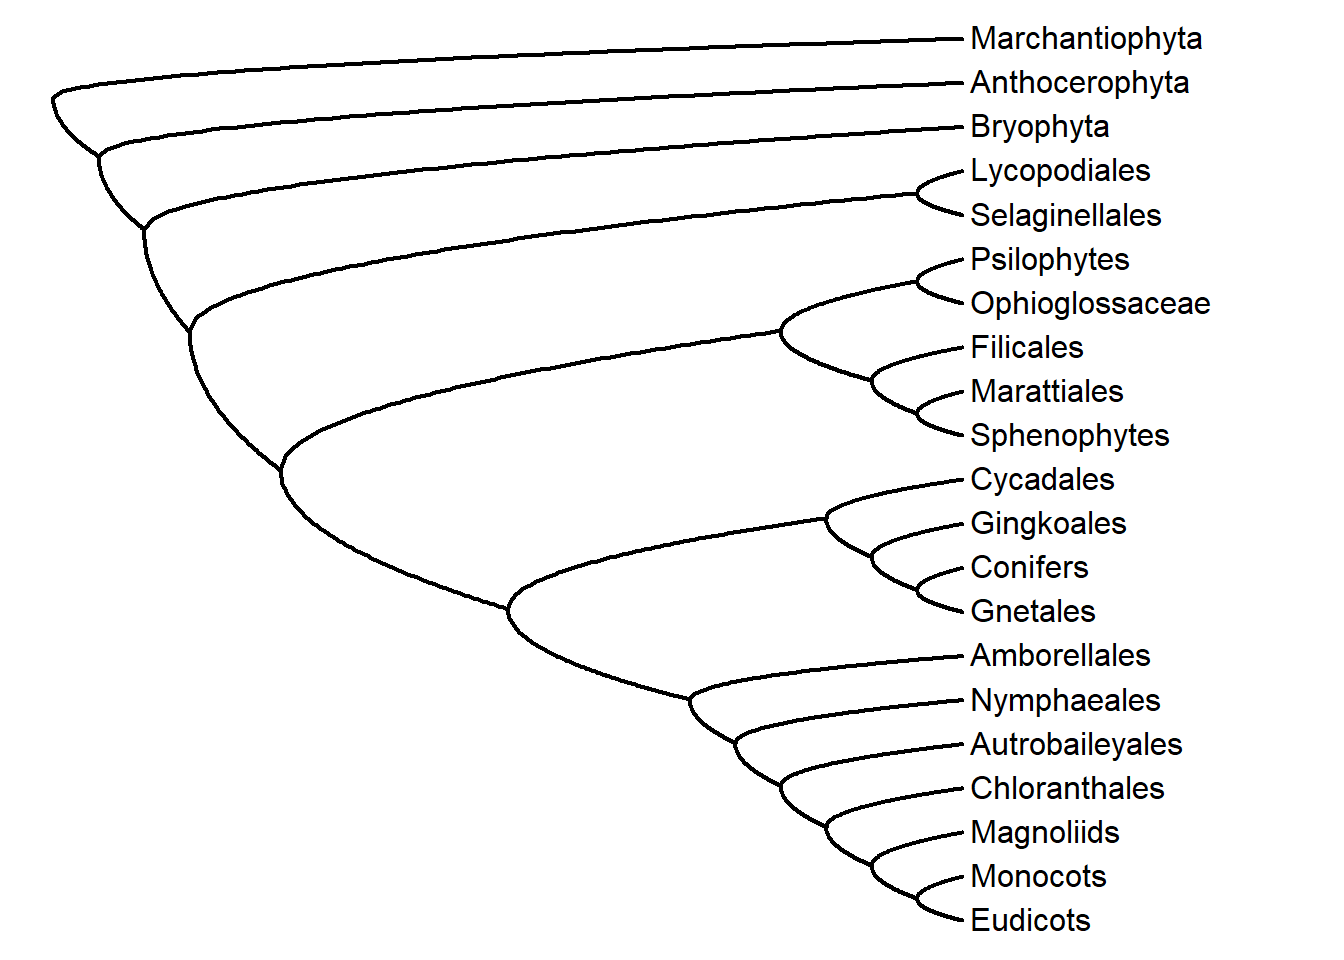 Marchantiophyta
Anthocerophyta
Bryophyta
Lycopodiales
Selaginellales
Psilophytes
Ophioglossaceae
Filicales
Marattiales
Sphenophytes
Cycadales
Gingkoales
Conifers
Gnetales
Amborellales
Nymphaeales
Autrobaileyales
Chloranthales
Magnoliids
Monocots
Eudicots